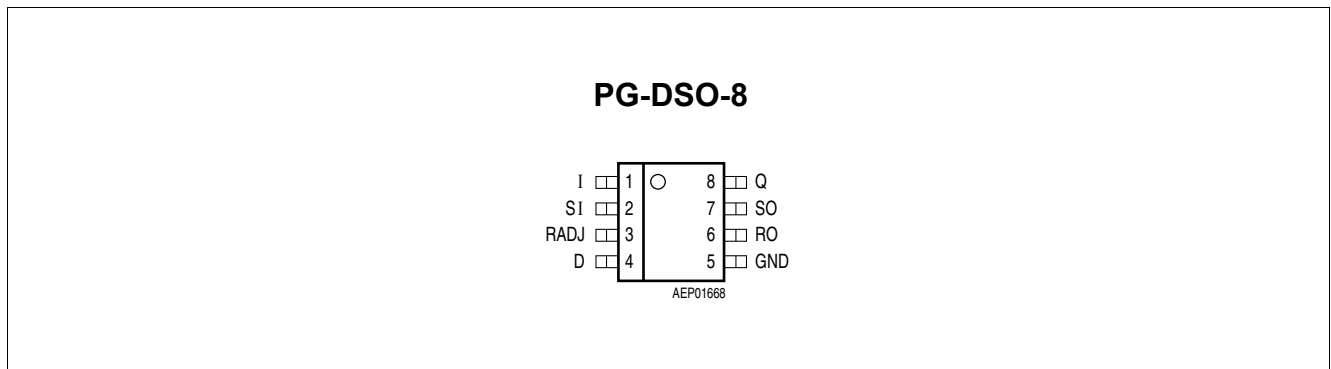 PG-DSO-8
I 1 8 Q
SI 2 7 SO
RADJ 3 6 RO
D 4 5 GND
AEP01668